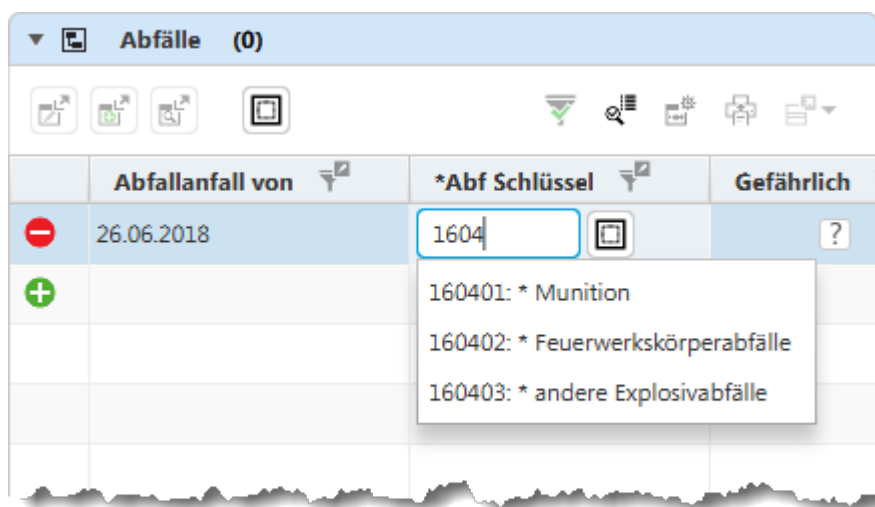 Abfälle (0)
Abfallanfall von *Abf Schlüssel Gefährlich
26.06.2018 1604 ?
160401: * Munition
160402: * Feuerwerkskörperabfälle
160403: * andere Explosivabfälle